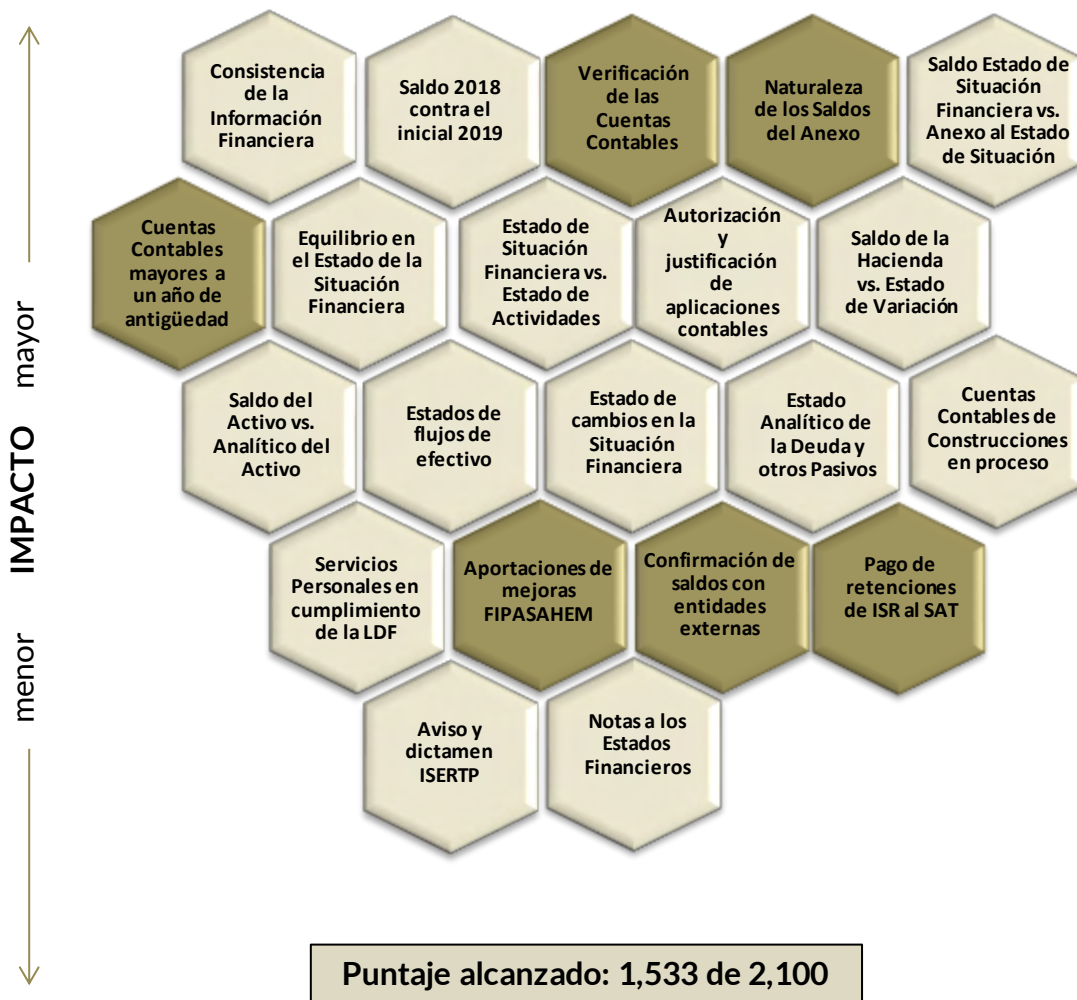 Consistencia
de la
Información
Financiera
Saldo 2018
contra el
inicial 2019
Verificación
de las
Cuentas
Contables
Naturaleza
de los Saldos
del Anexo
Saldo Estado de
Situación
Financiera vs.
Anexo al Estado
de Situación
Cuentas
Contables
mayores a
un año de
antigüedad
Equilibrio en
el Estado de la
Situación
Financiera
Estado de
Situación
Financiera vs.
Estado de
Actividades
Autorización
y
justificación
de
aplicaciones
contables
Saldo de la
Hacienda
vs. Estado
de Variación
Saldo del
Activo vs.
Analítico del
Activo
Estados de
flujos de
efectivo
Estado de
cambios en la
Situación
Financiera
Estado
Analítico de
la Deuda y
otros Pasivos
Cuentas
Contables de
Construcciones
en proceso
Servicios
Personales en
cumplimiento
de la LDF
Aportaciones de
mejoras
FIPASAHEM
Confirmación de
saldos con
entidades
externas
Pago de
retenciones
de ISR al SAT
Aviso y
dictamen
ISERTP
Notas a los
Estados
Financieros
menor IMPACTO mayor
Puntaje alcanzado: 1,533 de 2,100